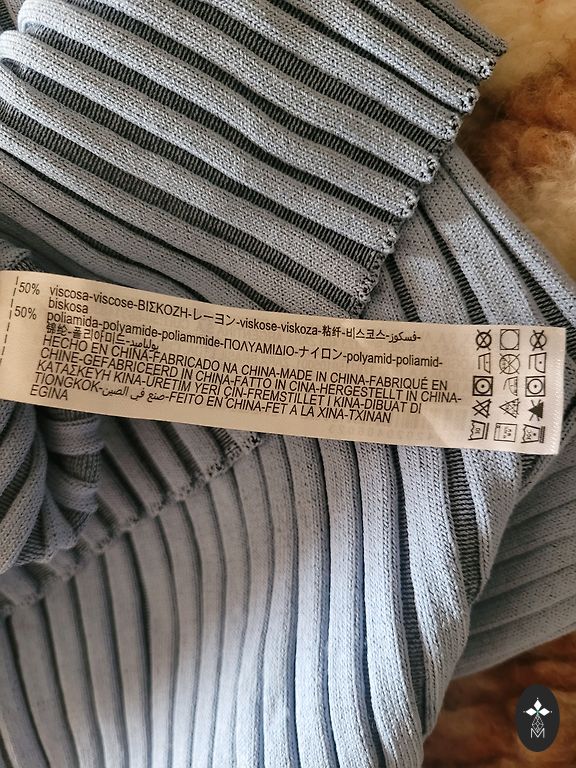 50% viscosa-viscose-ΒΙΣΚΟΖΗ-レーヨン-viskose-viskoza-粘纤-비스코스-فسكوز-
biskosa
50% poliamida-polyamide-poliammide-ΠΟΛΥΑΜΙΔΙΟ-ナイロン-polyamid-poliamid-
锦纶-폴리아미드-بوليامید
HECHO EN CHINA-FABRICADO NA CHINA-MADE IN CHINA-FABRIQUÉ EN
CHINE-GEFABRICEERD IN CHINA-FATTO IN CINA-HERGESTELLT IN CHINA-
ΚΑΤΑΣΚΕΥΗ ΚΙΝΑ-ÜRETİM YERİ ÇİN-FREMSTILLET I KINA-DIBUAT DI
TIONGKOK-صنع في الصين-FEITO EN CHINA-FET A LA XINA-TXINAN
EGINA
M